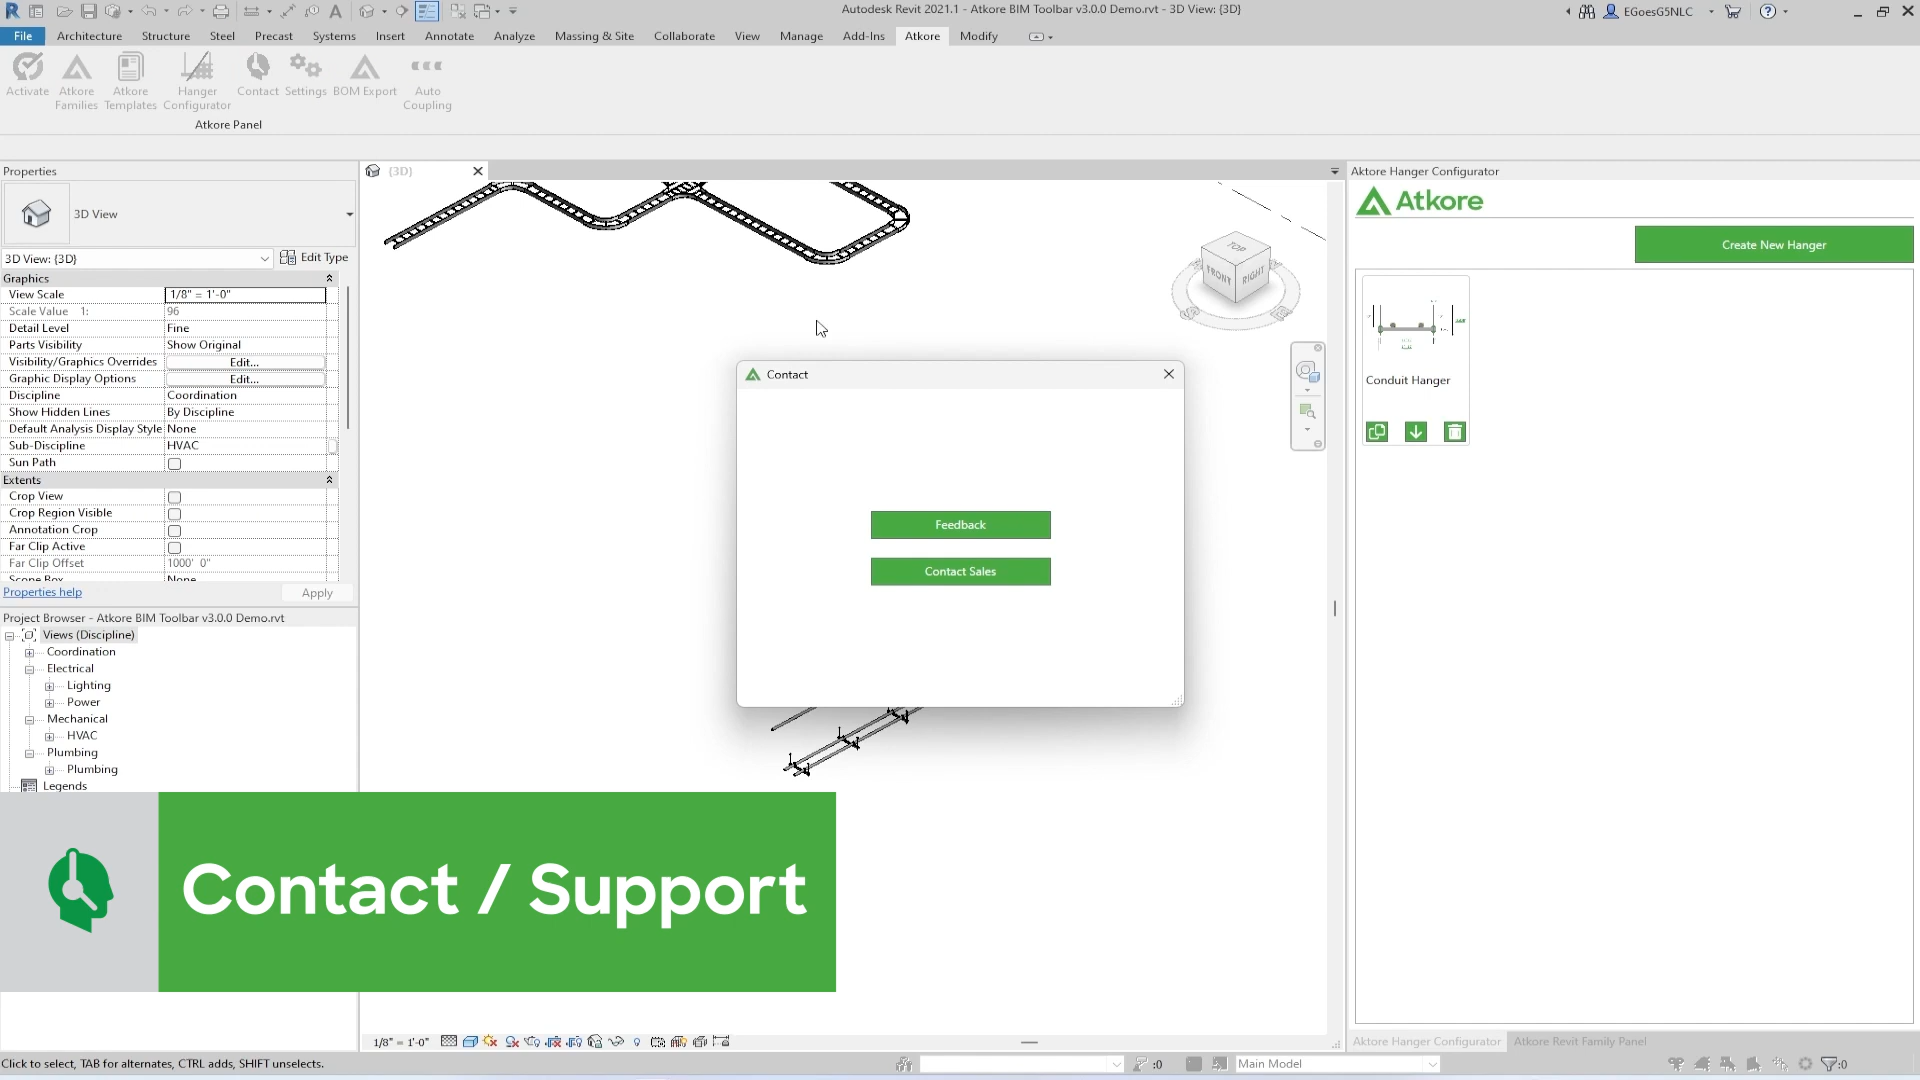 Autodesk Revit 2021.1 - Atkore BIM Toolbar v3.0.0 Demo.rvt - 3D View: {3D}
EGoesG5NLC
File Architecture Structure Steel Precast Systems Insert Annotate Analyze Massing & Site Collaborate View Manage Add-Ins Atkore Modify
Activate
Atkore Families
Atkore Templates
Hanger Configurator
Contact
Settings
BOM Export
Auto Coupling
Atkore Panel
Properties
3D View
3D View: {3D}
Edit Type
Graphics
View Scale 1/8" = 1'-0"
Scale Value 1: 96
Detail Level Fine
Parts Visibility Show Original
Visibility/Graphics Overrides Edit...
Graphic Display Options Edit...
Discipline Coordination
Show Hidden Lines By Discipline
Default Analysis Display Style None
Sub-Discipline HVAC
Sun Path
Extents
Crop View
Crop Region Visible
Annotation Crop
Far Clip Active
Far Clip Offset 1000' 0"
Scope Box None
Properties help
Apply
Project Browser - Atkore BIM Toolbar v3.0.0 Demo.rvt
Views (Discipline)
Coordination
Electrical
Lighting
Power
Mechanical
HVAC
Plumbing
Plumbing
Legends
{3D}
TOP
FRONT
RIGHT
Contact
Feedback
Contact Sales
Aktore Hanger Configurator
Atkore
Create New Hanger
Conduit Hanger
Contact / Support
1/8" = 1'-0"
Aktore Hanger Configurator
Atkore Revit Family Panel
Click to select, TAB for alternates, CTRL adds, SHIFT unselects.
:0
Main Model
:0